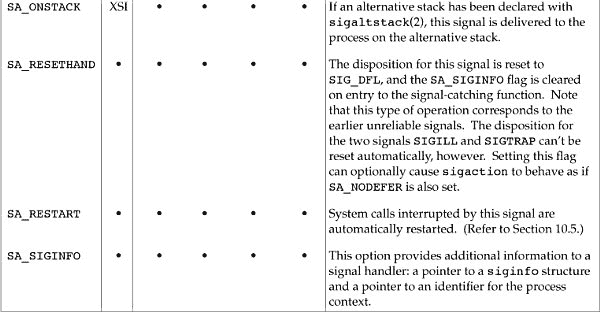 SA_ONSTACK XSI • • • • If an alternative stack has been declared with
sigaltstack(2), this signal is delivered to the
process on the alternative stack.
SA_RESETHAND • • • • • The disposition for this signal is reset to
SIG_DFL, and the SA_SIGINFO flag is cleared
on entry to the signal-catching function. Note
that this type of operation corresponds to the
earlier unreliable signals. The disposition for
the two signals SIGILL and SIGTRAP can't be
reset automatically, however. Setting this flag
can optionally cause sigaction to behave as if
SA_NODEFER is also set.
SA_RESTART • • • • • System calls interrupted by this signal are
automatically restarted. (Refer to Section 10.5.)
SA_SIGINFO • • • • • This option provides additional information to a
signal handler: a pointer to a siginfo structure
and a pointer to an identifier for the process
context.